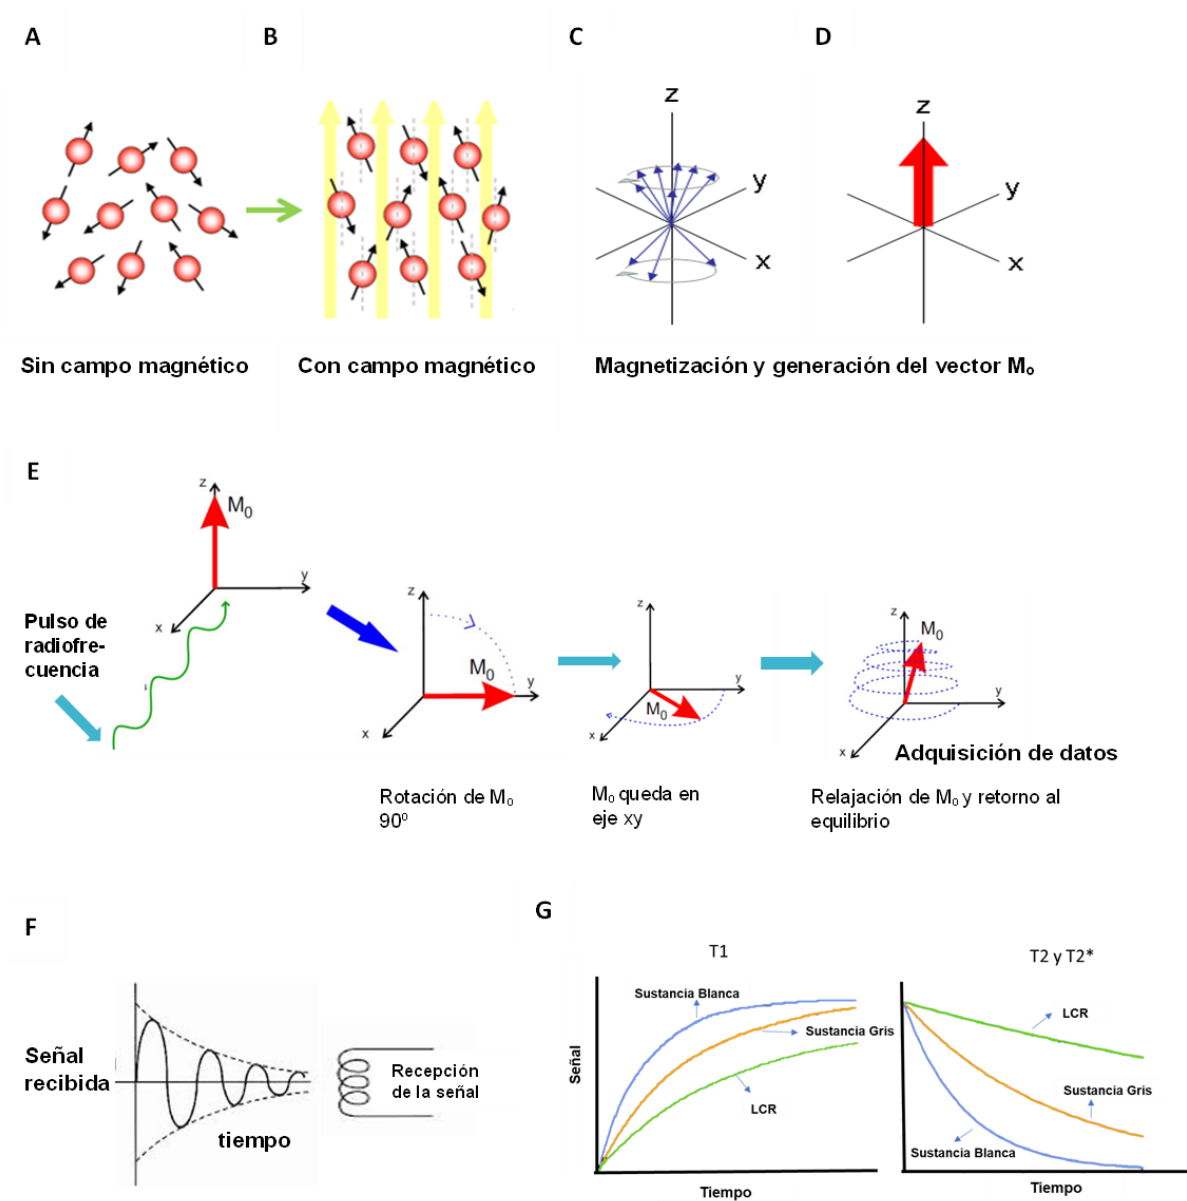 A
B
C
D
z
y
x
z
y
x
Sin campo magnético
Con campo magnético
Magnetización y generación del vector Mₒ
E
z
M₀
y
x
Pulso de
radiofre-
cuencia
z
M₀
y
x
Rotación de M₀
90º
z
y
M₀
x
M₀ queda en
eje xy
z
M₀
y
x
Adquisición de datos
Relajación de M₀ y retorno al
equilibrio
F
Señal
recibida
tiempo
Recepción
de la señal
G
T1
Señal
Sustancia Blanca
Sustancia Gris
LCR
Tiempo
T2 y T2*
LCR
Sustancia Gris
Sustancia Blanca
Tiempo